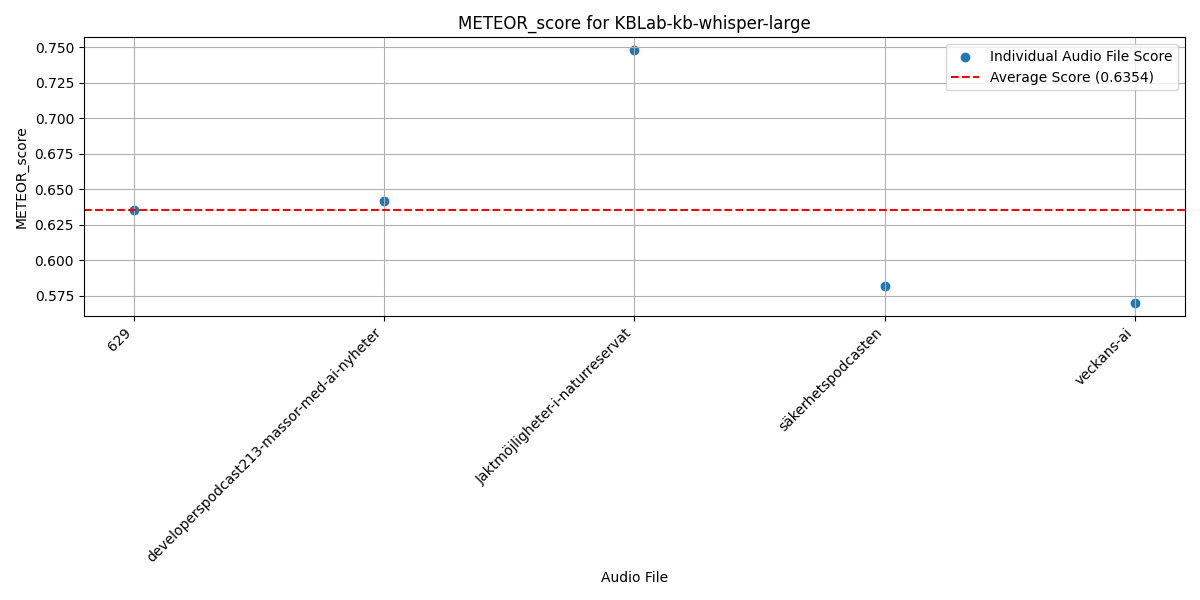 METEOR_score for KBLab-kb-whisper-large
Individual Audio File Score
Average Score (0.6354)
METEOR_score
0.750
0.725
0.700
0.675
0.650
0.625
0.600
0.575
629
developerspodcast213-massor-med-ai-nyheter
Jaktmöjligheter-i-naturreservat
säkerhetspodcasten
veckans-ai
Audio File